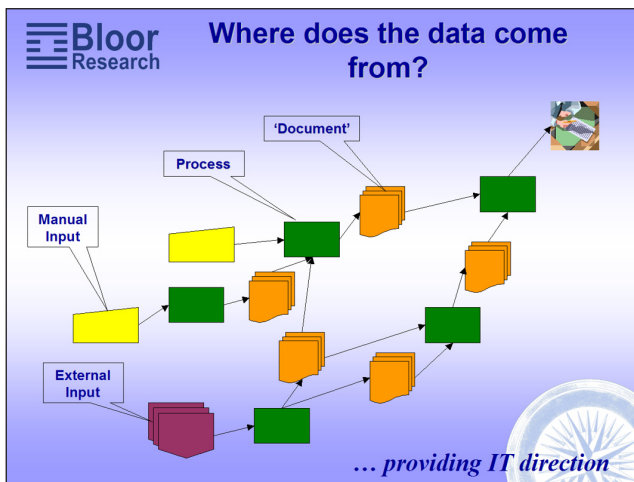 Bloor
Research
Where does the data come
from?
'Document'
Process
Manual
Input
External
Input
... providing IT direction